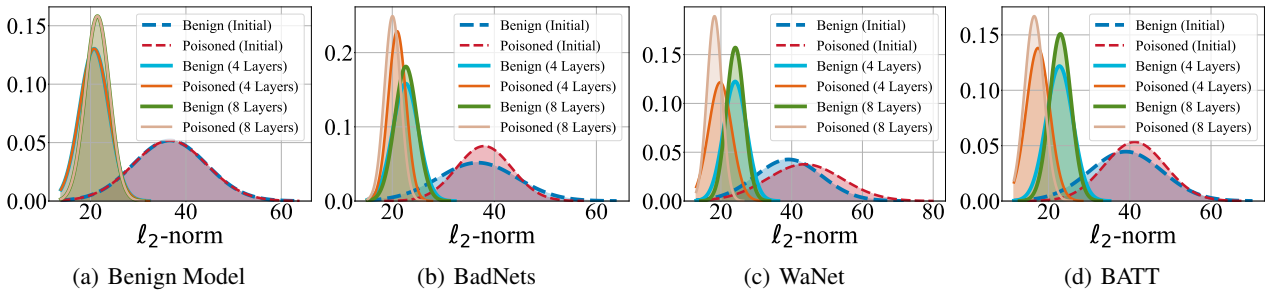 0.15
0.10
0.05
0.00
20
40
60
ℓ2-norm
Benign (Initial)
Poisoned (Initial)
Benign (4 Layers)
Poisoned (4 Layers)
Benign (8 Layers)
Poisoned (8 Layers)
(a) Benign Model
0.2
0.1
0.0
20
40
60
ℓ2-norm
Benign (Initial)
Poisoned (Initial)
Benign (4 Layers)
Poisoned (4 Layers)
Benign (8 Layers)
Poisoned (8 Layers)
(b) BadNets
0.15
0.10
0.05
0.00
20
40
60
80
ℓ2-norm
Benign (Initial)
Poisoned (Initial)
Benign (4 Layers)
Poisoned (4 Layers)
Benign (8 Layers)
Poisoned (8 Layers)
(c) WaNet
0.15
0.10
0.05
0.00
20
40
60
ℓ2-norm
Benign (Initial)
Poisoned (Initial)
Benign (4 Layers)
Poisoned (4 Layers)
Benign (8 Layers)
Poisoned (8 Layers)
(d) BATT